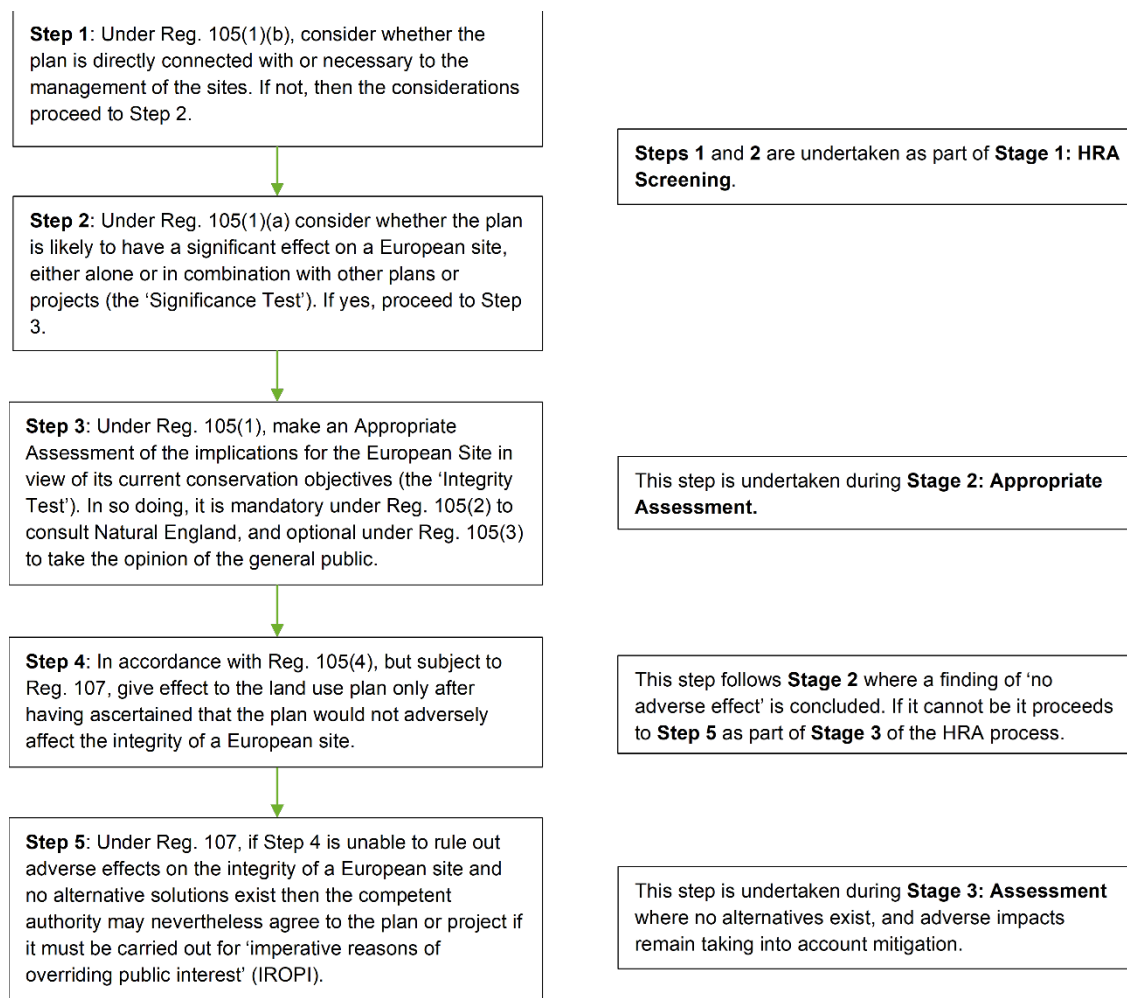 Step 1: Under Reg. 105(1)(b), consider whether the
plan is directly connected with or necessary to the
management of the sites. If not, then the considerations
proceed to Step 2.
Steps 1 and 2 are undertaken as part of Stage 1: HRA
Screening.
Step 2: Under Reg. 105(1)(a) consider whether the plan
is likely to have a significant effect on a European site,
either alone or in combination with other plans or
projects (the ‘Significance Test’). If yes, proceed to Step
3.
Step 3: Under Reg. 105(1), make an Appropriate
Assessment of the implications for the European Site in
view of its current conservation objectives (the ‘Integrity
Test’). In so doing, it is mandatory under Reg. 105(2) to
consult Natural England, and optional under Reg. 105(3)
to take the opinion of the general public.
This step is undertaken during Stage 2: Appropriate
Assessment.
Step 4: In accordance with Reg. 105(4), but subject to
Reg. 107, give effect to the land use plan only after
having ascertained that the plan would not adversely
affect the integrity of a European site.
This step follows Stage 2 where a finding of ‘no
adverse effect’ is concluded. If it cannot be it proceeds
to Step 5 as part of Stage 3 of the HRA process.
Step 5: Under Reg. 107, if Step 4 is unable to rule out
adverse effects on the integrity of a European site and
no alternative solutions exist then the competent
authority may nevertheless agree to the plan or project if
it must be carried out for ‘imperative reasons of
overriding public interest’ (IROPI).
This step is undertaken during Stage 3: Assessment
where no alternatives exist, and adverse impacts
remain taking into account mitigation.